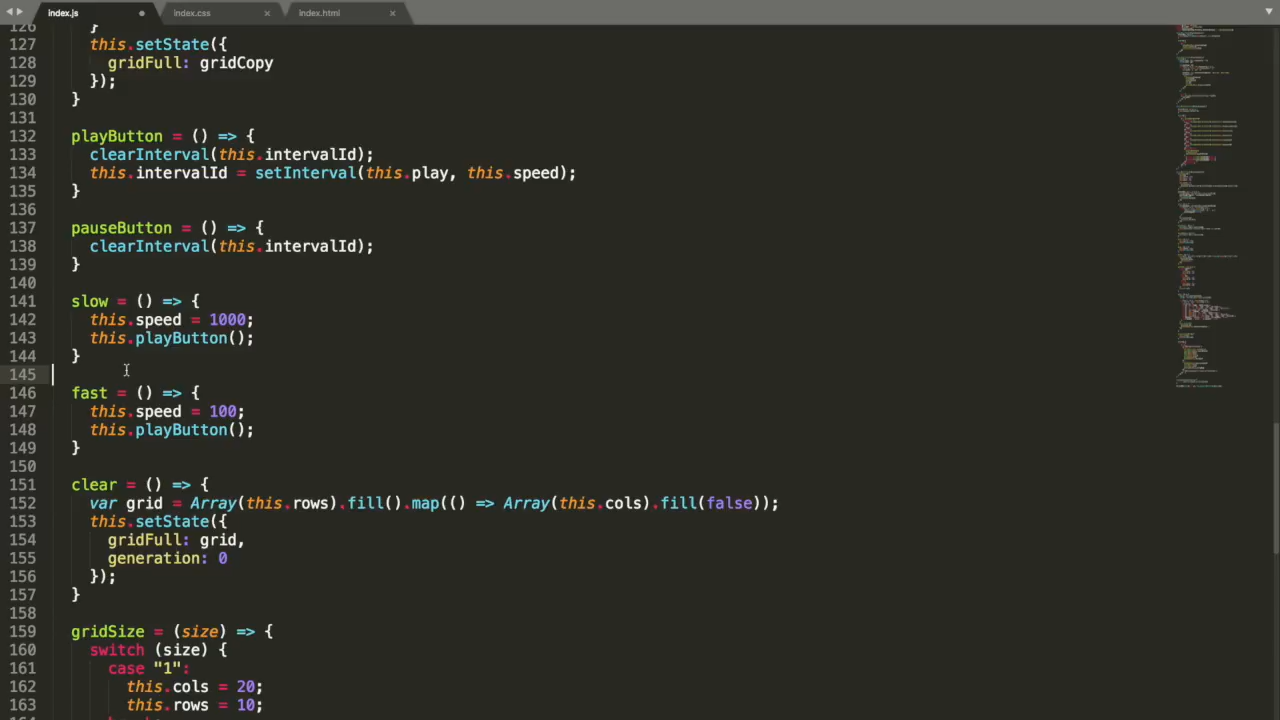 index.js
index.css
index.html
126 }
127 this.setState({
128 gridFull: gridCopy
129 });
130 }
131
132 playButton = () => {
133 clearInterval(this.intervalId);
134 this.intervalId = setInterval(this.play, this.speed);
135 }
136
137 pauseButton = () => {
138 clearInterval(this.intervalId);
139 }
140
141 slow = () => {
142 this.speed = 1000;
143 this.playButton();
144 }
145
146 fast = () => {
147 this.speed = 100;
148 this.playButton();
149 }
150
151 clear = () => {
152 var grid = Array(this.rows).fill().map(() => Array(this.cols).fill(false));
153 this.setState({
154 gridFull: grid,
155 generation: 0
156 });
157 }
158
159 gridSize = (size) => {
160 switch (size) {
161 case "1":
162 this.cols = 20;
163 this.rows = 10;